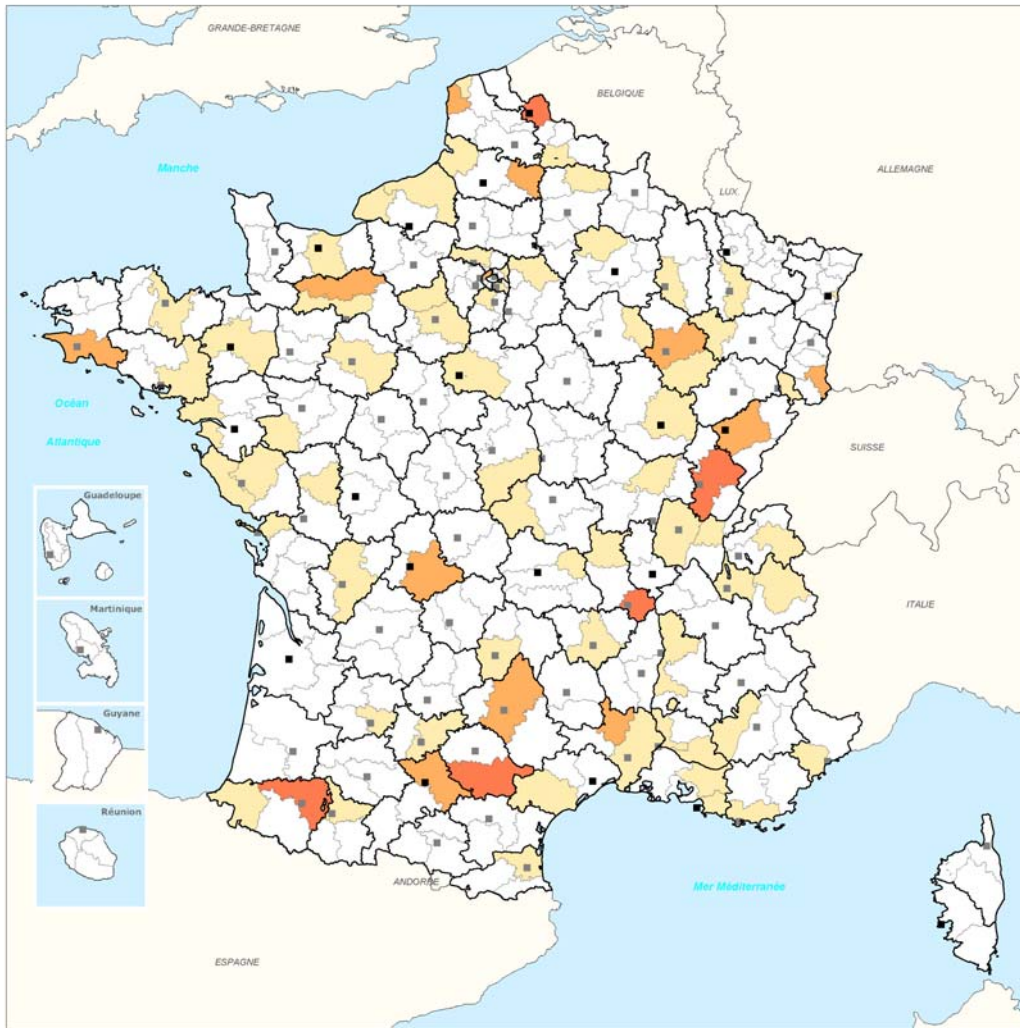 GRANDE-BRETAGNE
BELGIQUE
Manche
ALLEMAGNE
LUX.
Océan
Atlantique
SUISSE
Guadeloupe
Martinique
ITALIE
Guyane
Réunion
ANDORRE
Mer Méditerranée
ESPAGNE